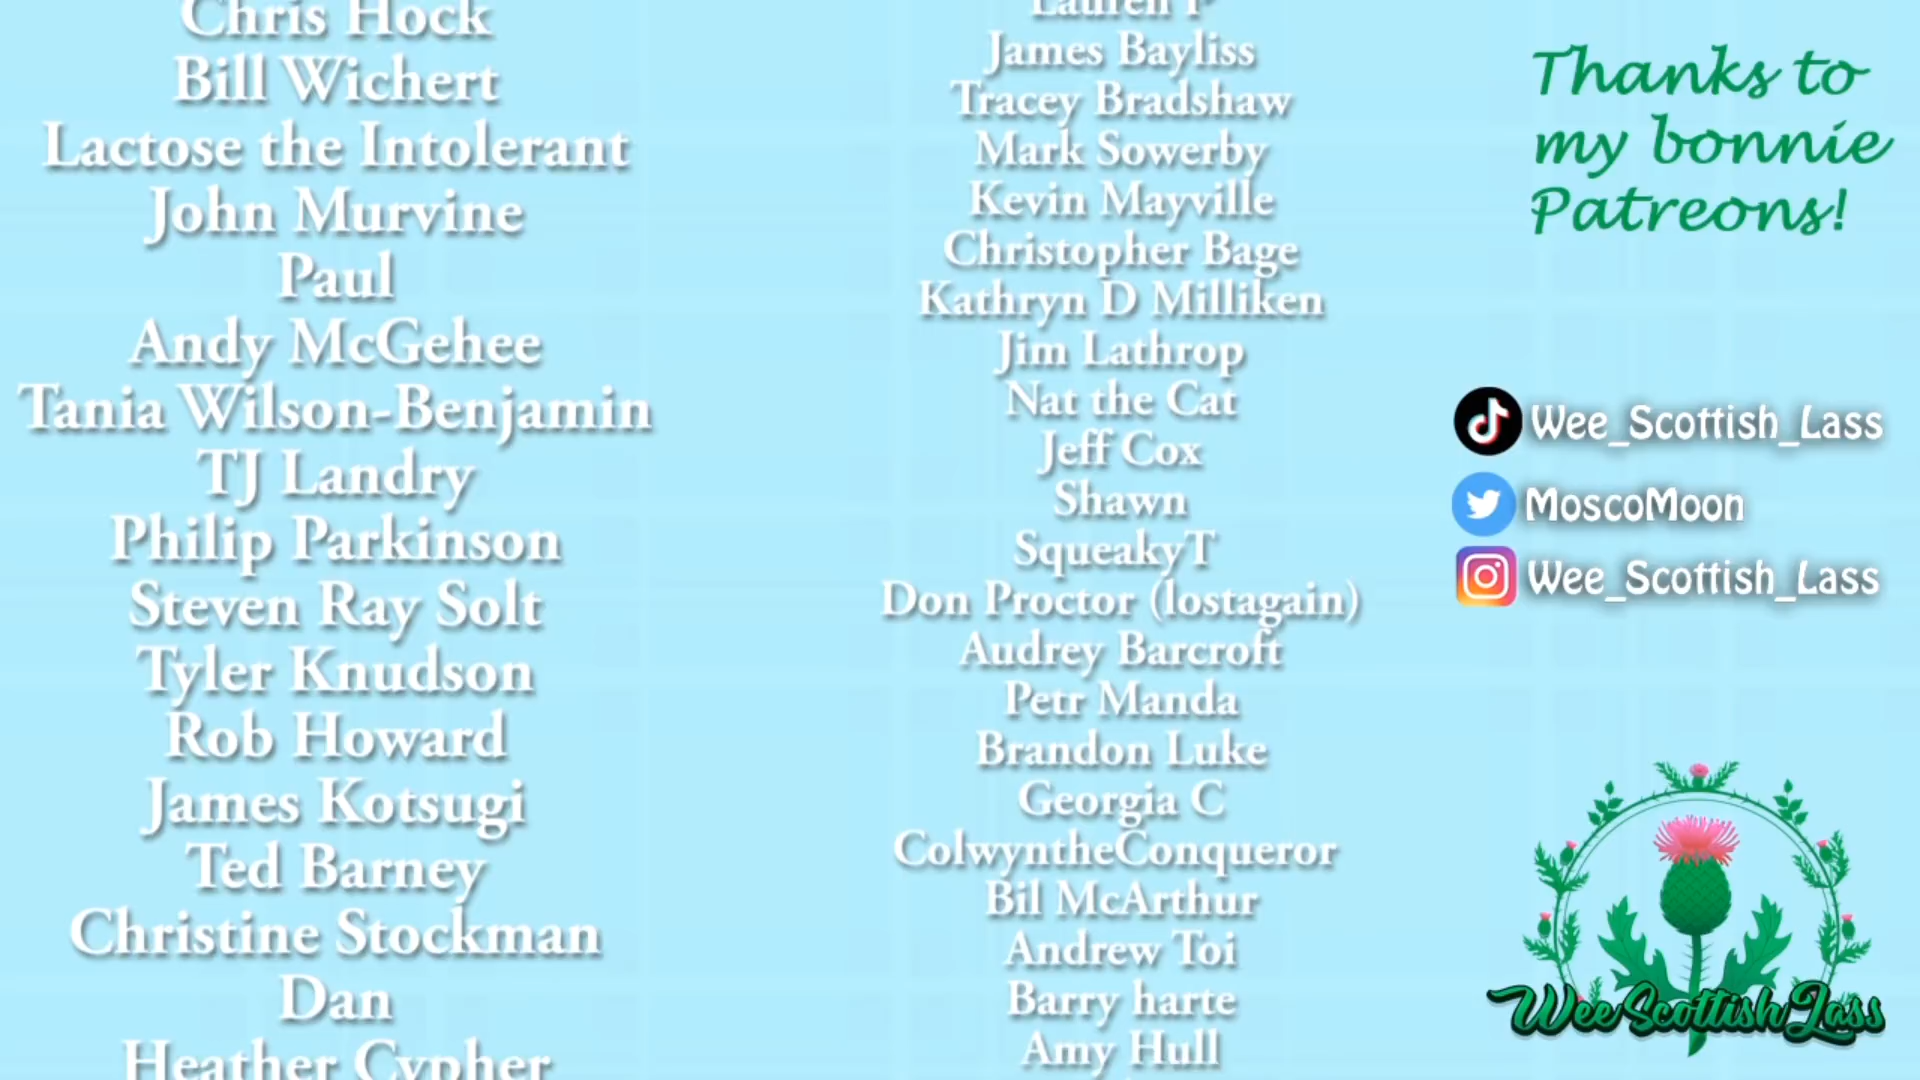 Chris Hock
Bill Wichert
Lactose the Intolerant
John Murvine
Paul
Andy McGehee
Tania Wilson-Benjamin
TJ Landry
Philip Parkinson
Steven Ray Solt
Tyler Knudson
Rob Howard
James Kotsugi
Ted Barney
Christine Stockman
Dan
Heather Cypher
Lauren P
James Bayliss
Tracey Bradshaw
Mark Sowerby
Kevin Mayville
Christopher Bage
Kathryn D Milliken
Jim Lathrop
Nat the Cat
Jeff Cox
Shawn
SqueakyT
Don Proctor (lostagain)
Audrey Barcroft
Petr Manda
Brandon Luke
Georgia C
ColwyntheConqueror
Bil McArthur
Andrew Toi
Barry harte
Amy Hull
Thanks to
my bonnie
Patreons!
Wee_Scottish_Lass
MoscoMoon
Wee_Scottish_Lass
Wee Scottish Lass